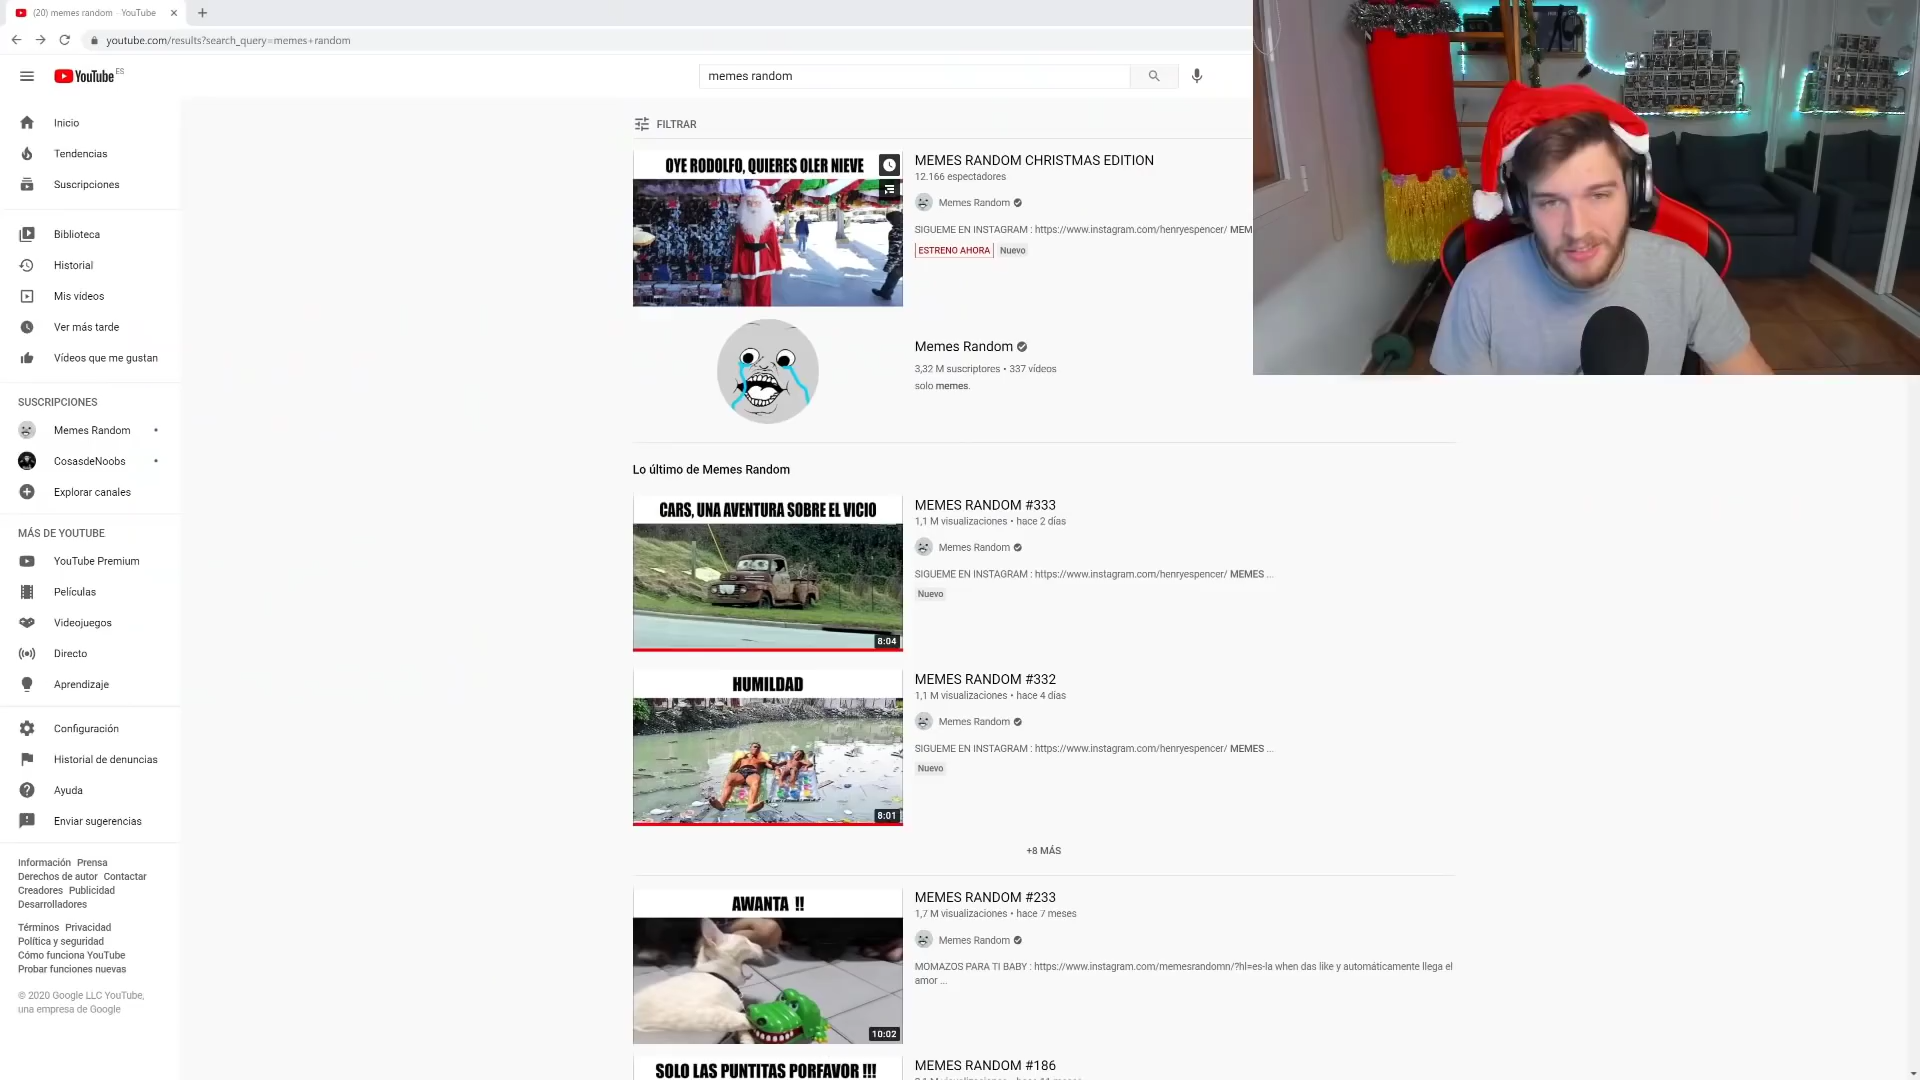 (20) memes random - YouTube
youtube.com/results?search_query=memes+random
YouTube ES
memes random
Inicio
Tendencias
Suscripciones
Biblioteca
Historial
Mis vídeos
Ver más tarde
Vídeos que me gustan
SUSCRIPCIONES
Memes Random
CosasdeNoobs
Explorar canales
MÁS DE YOUTUBE
YouTube Premium
Películas
Videojuegos
Directo
Aprendizaje
Configuración
Historial de denuncias
Ayuda
Enviar sugerencias
Información Prensa
Derechos de autor Contactar
Creadores Publicidad
Desarrolladores
Términos Privacidad
Política y seguridad
Cómo funciona YouTube
Probar funciones nuevas
© 2020 Google LLC YouTube,
una empresa de Google
FILTRAR
OYE RODOLFO, QUIERES OLER NIEVE
MEMES RANDOM CHRISTMAS EDITION
12.166 espectadores
Memes Random
SIGUEME EN INSTAGRAM : https://www.instagram.com/henryespencer/ MEM
ESTRENO AHORA Nuevo
Memes Random
3,32 M suscriptores • 337 vídeos
solo memes.
Lo último de Memes Random
CARS, UNA AVENTURA SOBRE EL VICIO
8:04
MEMES RANDOM #333
1,1 M visualizaciones • hace 2 días
Memes Random
SIGUEME EN INSTAGRAM : https://www.instagram.com/henryespencer/ MEMES ...
Nuevo
HUMILDAD
8:01
MEMES RANDOM #332
1,1 M visualizaciones • hace 4 días
Memes Random
SIGUEME EN INSTAGRAM : https://www.instagram.com/henryespencer/ MEMES ...
Nuevo
+8 MÁS
AWANTA !!
10:02
MEMES RANDOM #233
1,7 M visualizaciones • hace 7 meses
Memes Random
MOMAZOS PARA TI BABY : https://www.instagram.com/memesrandomn/?hl=es-la when das like y automáticamente llega el
amor ...
SOLO LAS PUNTITAS PORFAVOR !!!
MEMES RANDOM #186